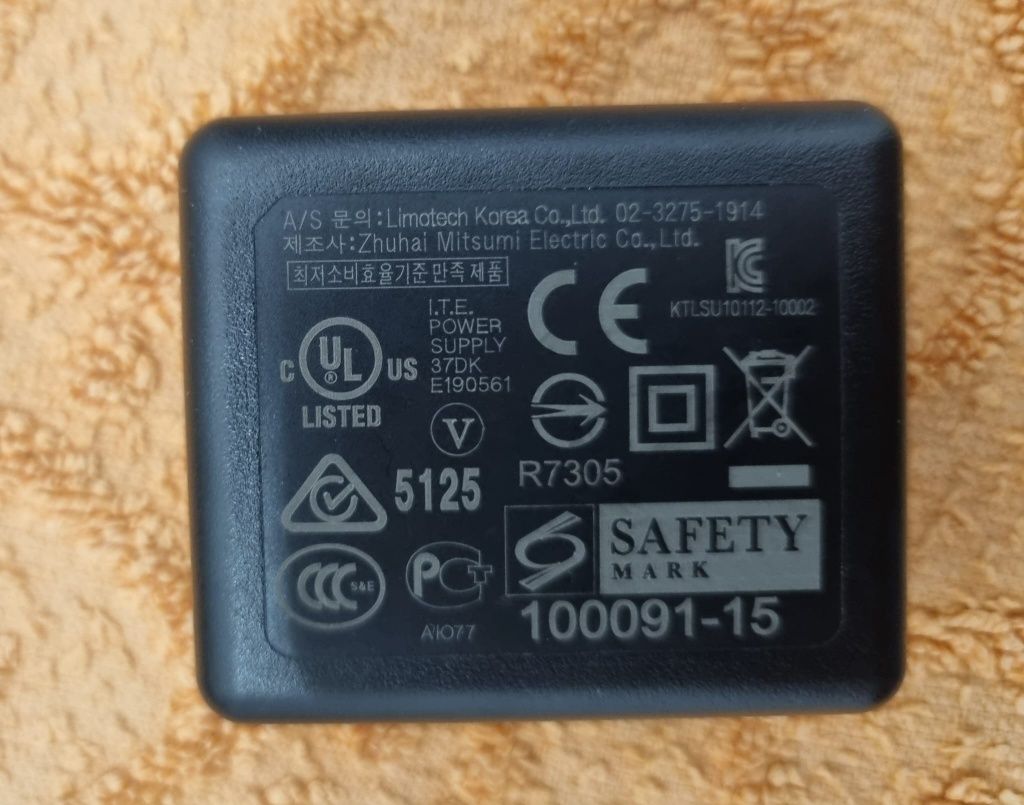 A/S 문의:Limotech Korea Co.,Ltd. 02-3275-1914
제조사:Zhuhai Mitsumi Electric Co.,Ltd.
최저소비효율기준 만족 제품
KTLSU10112-10002
I.T.E.
POWER
SUPPLY
37DK
E190561
C UL ® US
LISTED
CE
V
5125
R7305
CCC S&E
РСТ
АЮ77
SAFETY
MARK
100091-15